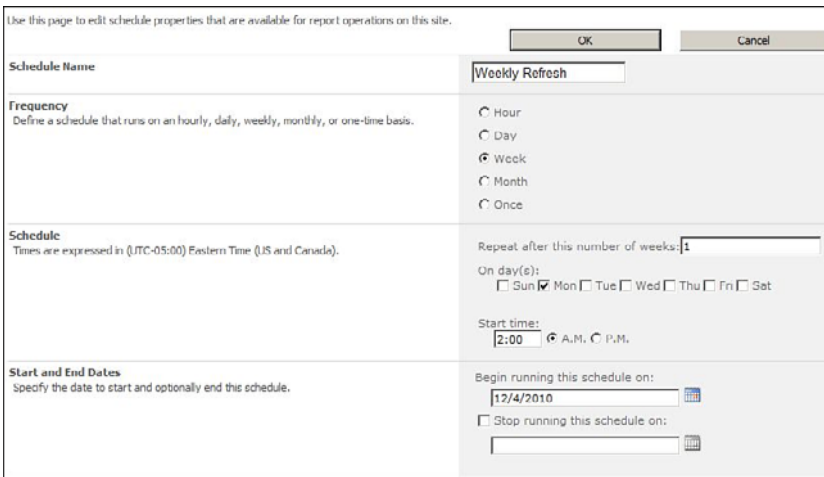 Use this page to edit schedule properties that are available for report operations on this site.
OK
Cancel
Schedule Name
Weekly Refresh
Frequency
Define a schedule that runs on an hourly, daily, weekly, monthly, or one-time basis.
Hour
Day
Week
Month
Once
Schedule
Times are expressed in (UTC-05:00) Eastern Time (US and Canada).
Repeat after this number of weeks: 1
On day(s):
Sun Mon Tue Wed Thu Fri Sat
Start time:
2:00 A.M. P.M.
Start and End Dates
Specify the date to start and optionally end this schedule.
Begin running this schedule on:
12/4/2010
Stop running this schedule on: